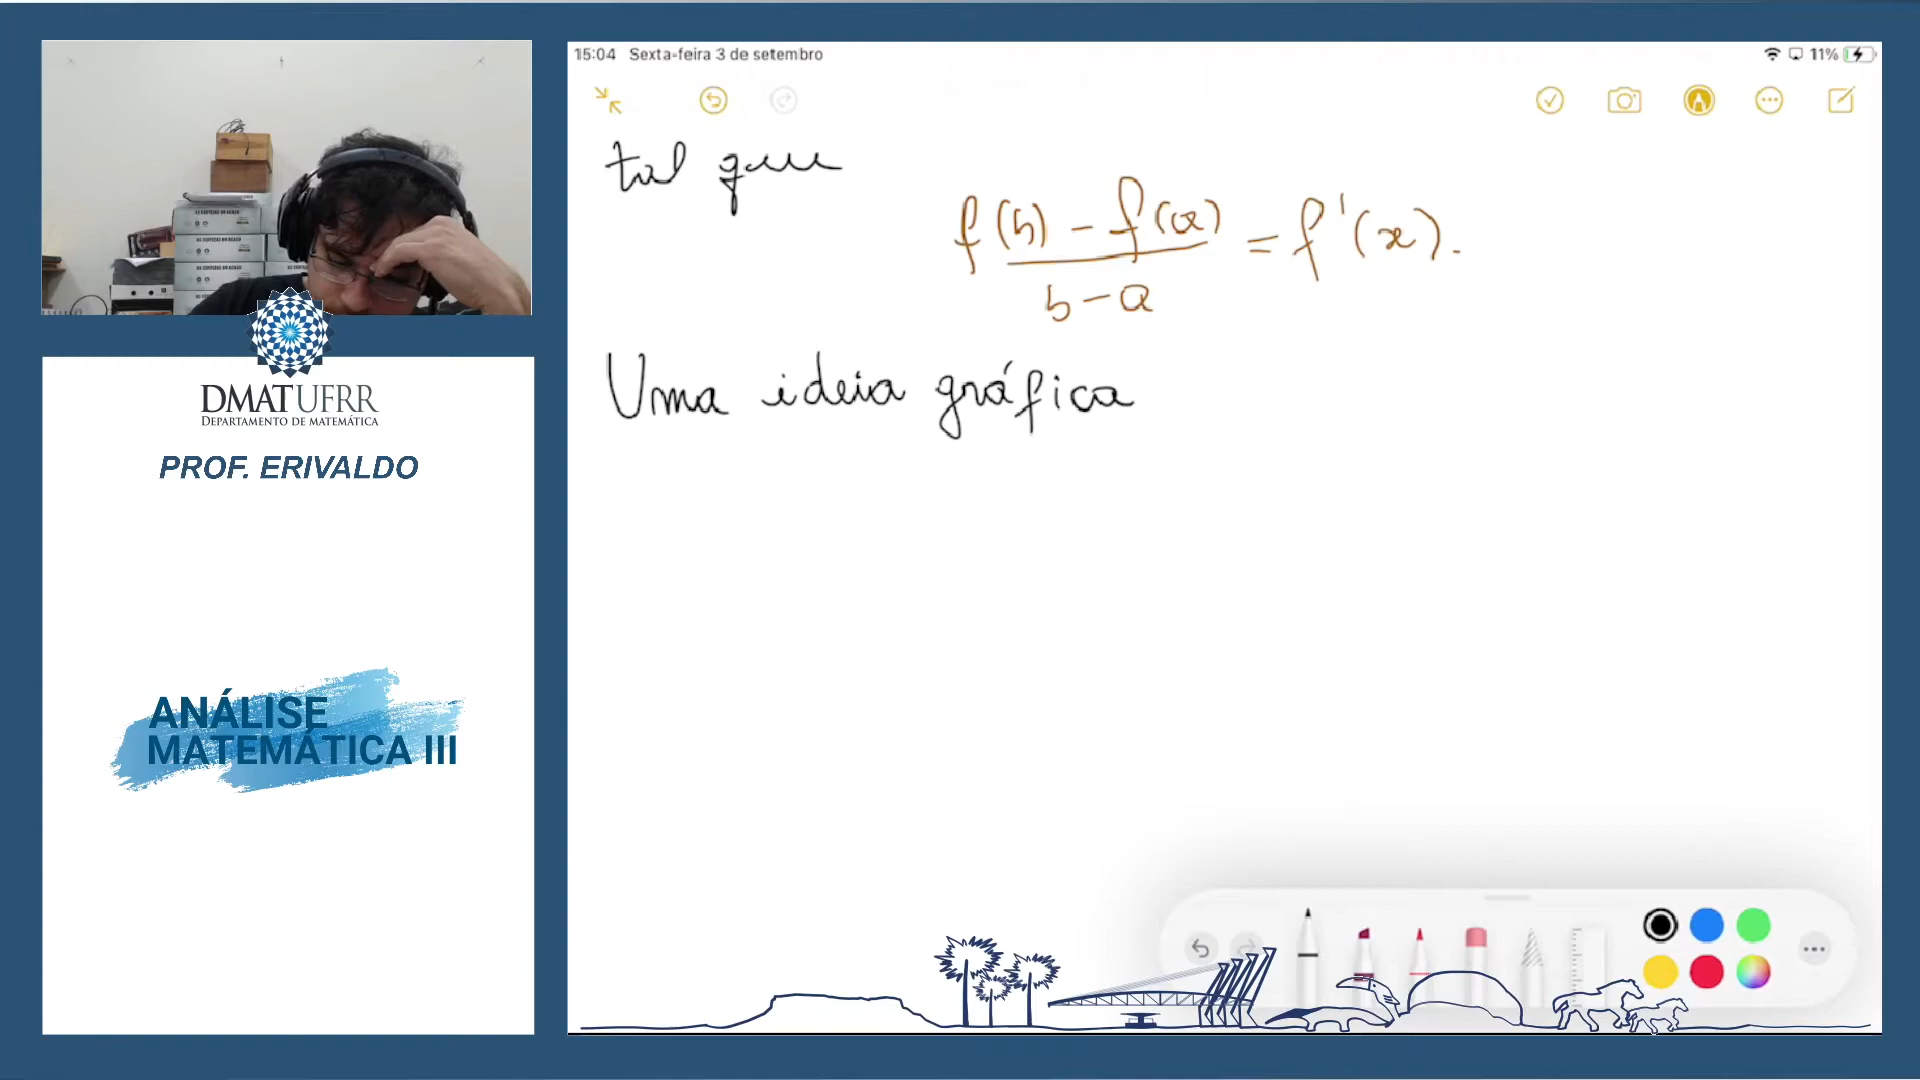 15:04 Sexta-feira 3 de setembro
11%
tal que
f(b) - f(a)
b - a
= f'(x).
Uma ideia gráfica
DMATUFRR
DEPARTAMENTO DE MATEMÁTICA
PROF. ERIVALDO
ANÁLISE
MATEMÁTICA III